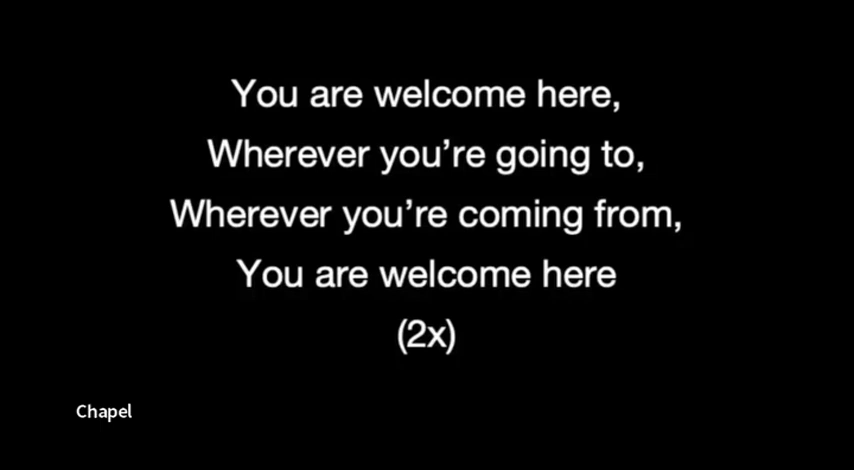 You are welcome here,
Wherever you’re going to,
Wherever you’re coming from,
You are welcome here
(2x)
Chapel